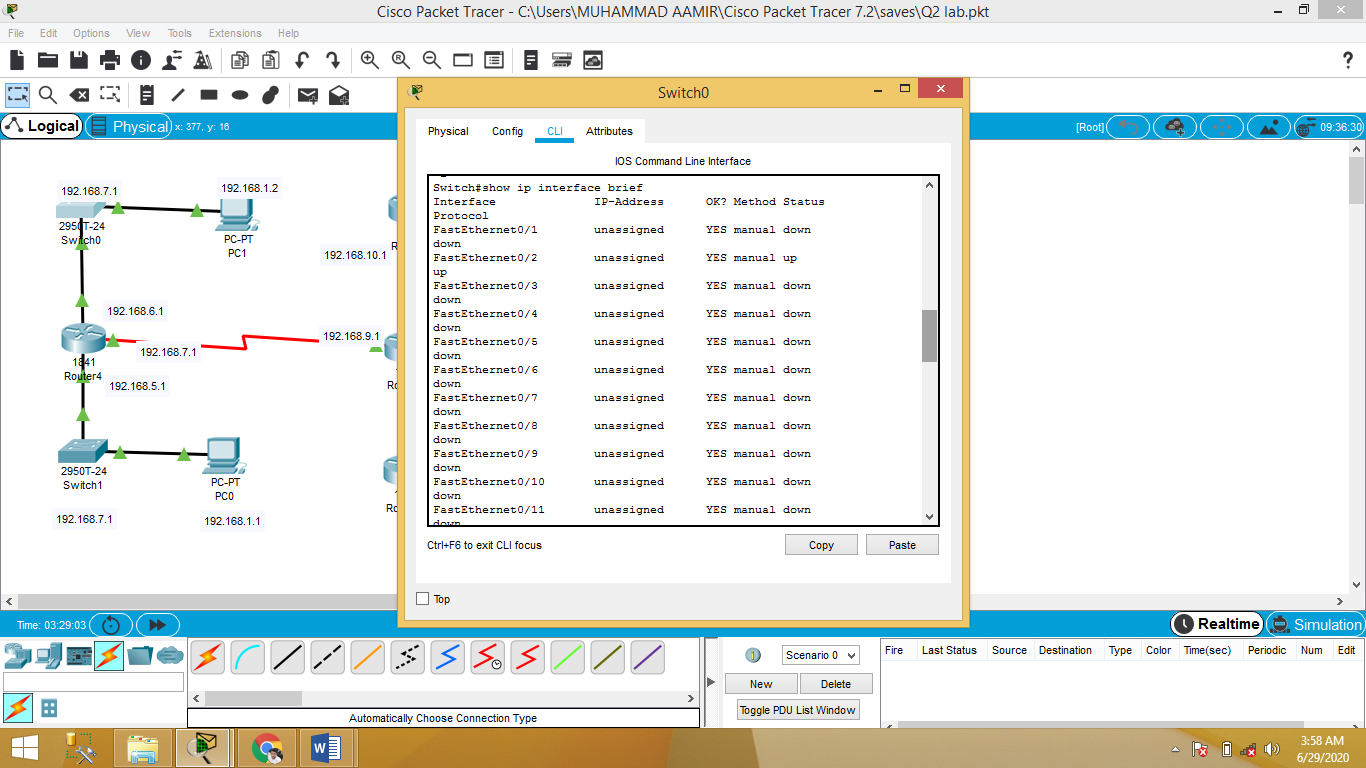 Cisco Packet Tracer - C:\Users\MUHAMMAD AAMIR\Cisco Packet Tracer 7.2\saves\Q2 lab.pkt
File Edit Options View Tools Extensions Help
Logical Physical x: 377, y: 16
[Root] 09:36:30
192.168.7.1
192.168.1.2
2950T-24
Switch0
PC-PT
PC1
192.168.10.1
192.168.6.1
192.168.9.1
192.168.7.1
1841
Router4
192.168.5.1
2950T-24
Switch1
PC-PT
PC0
192.168.7.1
192.168.1.1
Switch0
Physical Config CLI Attributes
IOS Command Line Interface
Switch#show ip interface brief
Interface IP-Address OK? Method Status
Protocol
FastEthernet0/1 unassigned YES manual down
down
FastEthernet0/2 unassigned YES manual up
up
FastEthernet0/3 unassigned YES manual down
down
FastEthernet0/4 unassigned YES manual down
down
FastEthernet0/5 unassigned YES manual down
down
FastEthernet0/6 unassigned YES manual down
down
FastEthernet0/7 unassigned YES manual down
down
FastEthernet0/8 unassigned YES manual down
down
FastEthernet0/9 unassigned YES manual down
down
FastEthernet0/10 unassigned YES manual down
down
FastEthernet0/11 unassigned YES manual down
down
Ctrl+F6 to exit CLI focus
Copy Paste
Top
Time: 03:29:03
Realtime Simulation
Automatically Choose Connection Type
Scenario 0
New Delete
Toggle PDU List Window
Fire Last Status Source Destination Type Color Time(sec) Periodic Num Edit
3:58 AM
6/29/2020